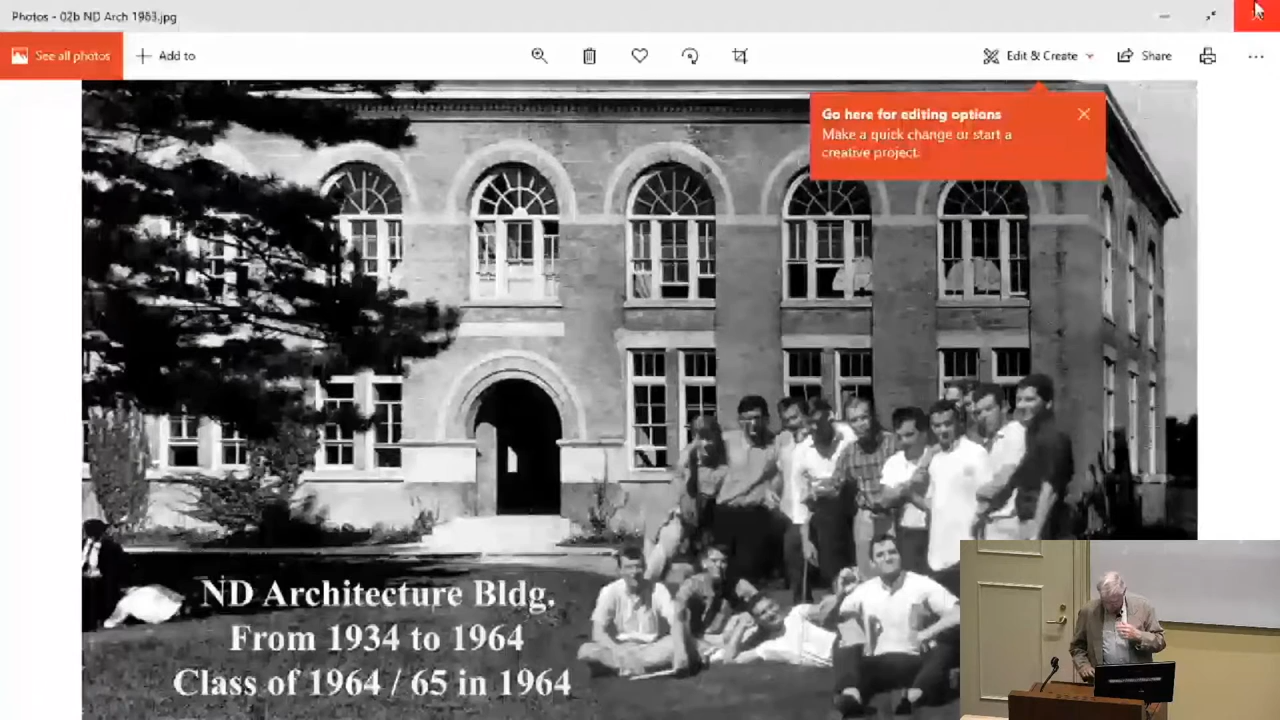 Photos - 02b ND Arch 1963.jpg
See all photos
Add to
Edit & Create
Share
Go here for editing options
Make a quick change or start a
creative project.
ND Architecture Bldg.
From 1934 to 1964
Class of 1964 / 65 in 1964